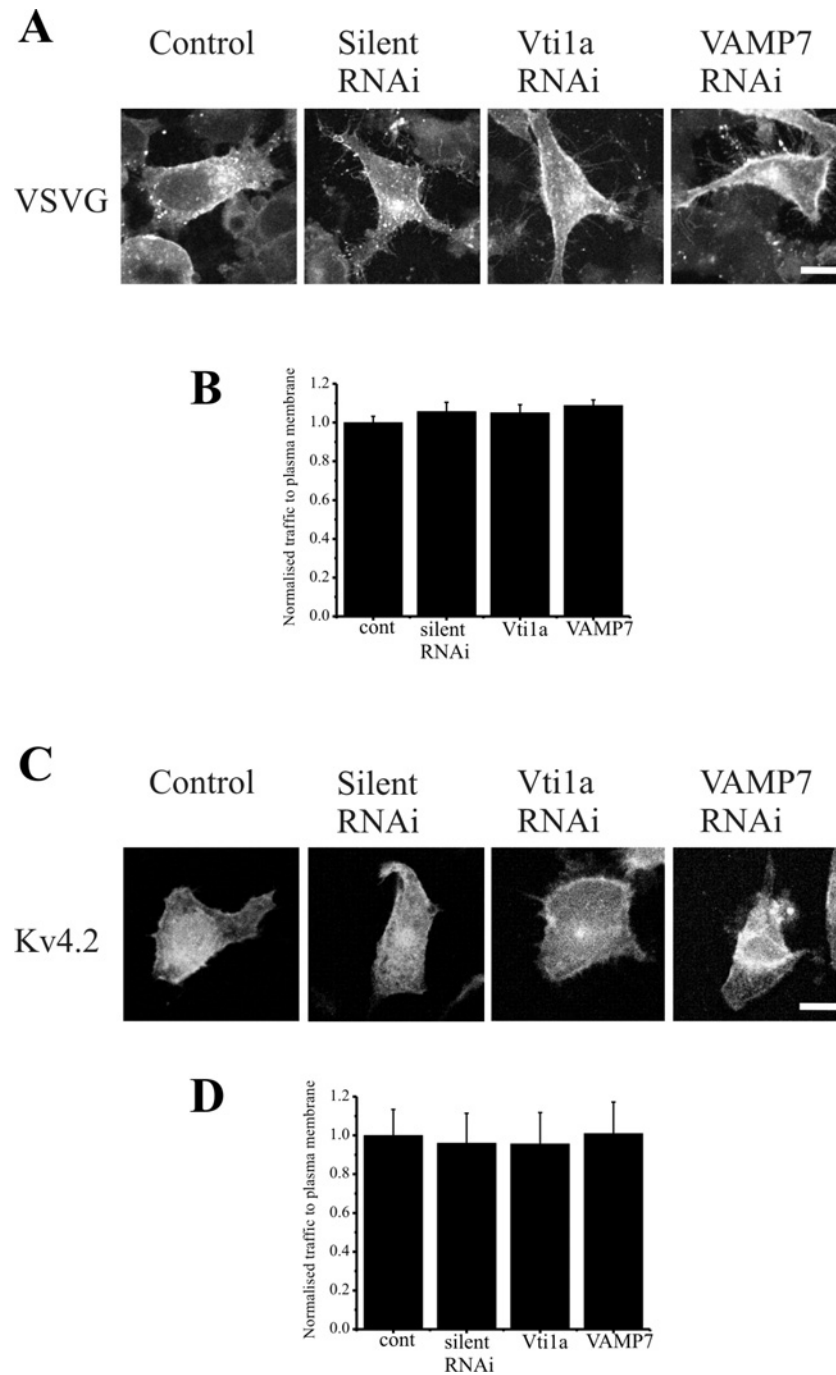 A
Control Silent RNAi Vti1a RNAi VAMP7 RNAi
VSVG
B
Normalised traffic to plasma membrane
1.2
1.0
0.8
0.6
0.4
0.2
0.0
cont silent RNAi Vti1a VAMP7
C
Control Silent RNAi Vti1a RNAi VAMP7 RNAi
Kv4.2
D
Normalised traffic to plasma membrane
1.2
1.0
0.8
0.6
0.4
0.2
0.0
cont silent RNAi Vti1a VAMP7